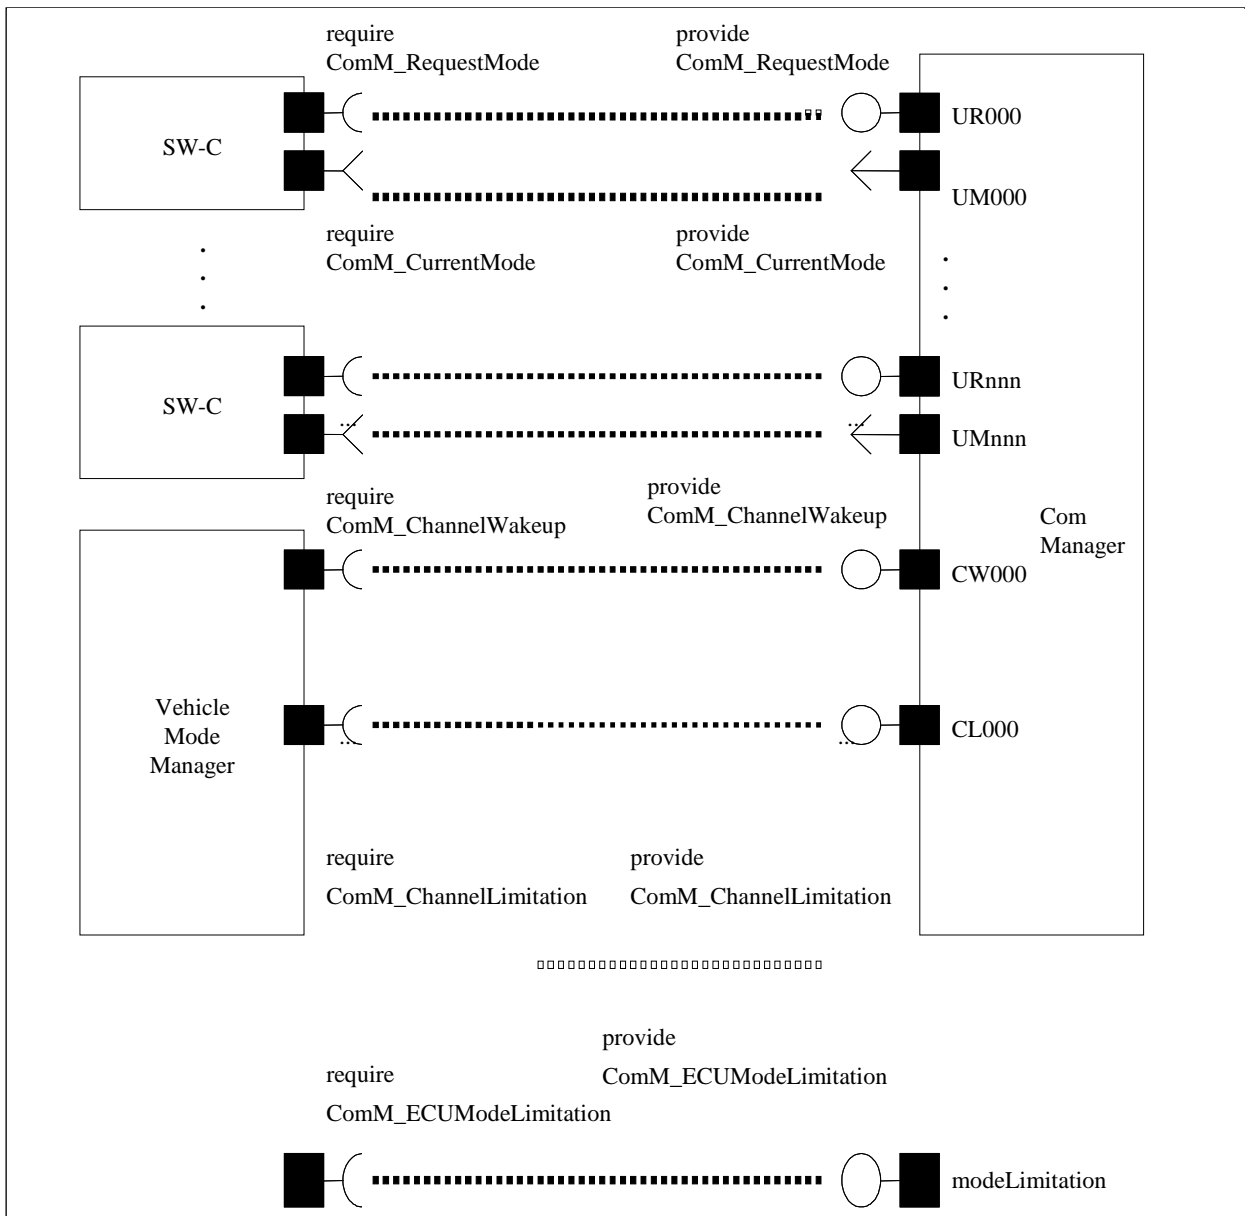 require
ComM_RequestMode
provide
ComM_RequestMode
SW-C
UR000
UM000
require
ComM_CurrentMode
provide
ComM_CurrentMode
.
.
.
.
.
.
SW-C
URnnn
...
...
UMnnn
require
ComM_ChannelWakeup
provide
ComM_ChannelWakeup
Com
Manager
CW000
Vehicle
Mode
Manager
...
...
CL000
require
ComM_ChannelLimitation
provide
ComM_ChannelLimitation
provide
ComM_ECUModeLimitation
require
ComM_ECUModeLimitation
modeLimitation